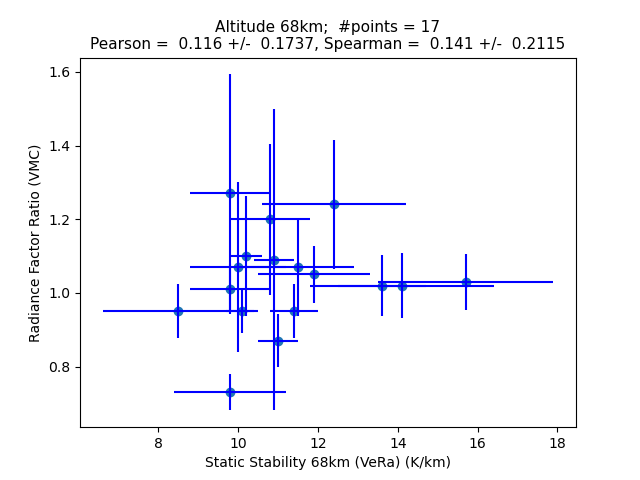 Altitude 68km;  #points = 17
Pearson =  0.116 +/-  0.1737, Spearman =  0.141 +/-  0.2115
1.6
1.4
1.2
1.0
0.8
Radiance Factor Ratio (VMC)
8 10 12 14 16 18
Static Stability 68km (VeRa) (K/km)